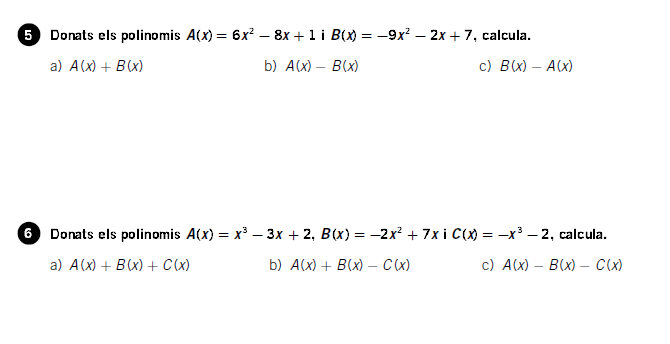 5 Donats els polinomis A(x) = 6x² – 8x + 1 i B(x) = –9x² – 2x + 7, calcula.
a) A(x) + B(x) b) A(x) – B(x) c) B(x) – A(x)
6 Donats els polinomis A(x) = x³ – 3x + 2, B(x) = –2x² + 7x i C(x) = –x³ – 2, calcula.
a) A(x) + B(x) + C(x) b) A(x) + B(x) – C(x) c) A(x) – B(x) – C(x)